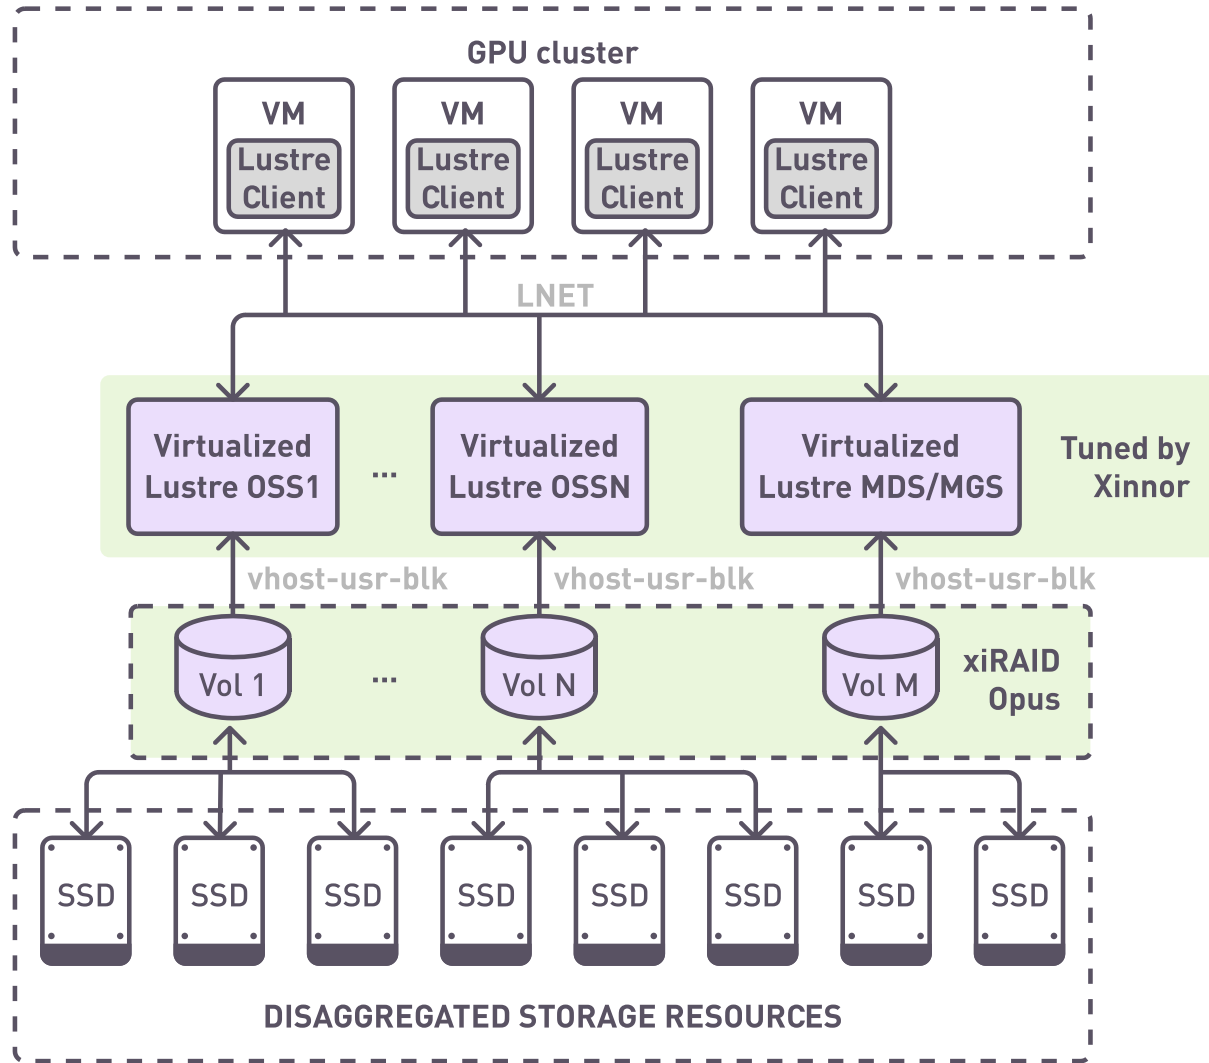 GPU cluster
VM
Lustre
Client
VM
Lustre
Client
VM
Lustre
Client
VM
Lustre
Client
LNET
Virtualized
Lustre OSS1
...
Virtualized
Lustre OSSN
Virtualized
Lustre MDS/MGS
Tuned by
Xinnor
vhost-usr-blk
vhost-usr-blk
vhost-usr-blk
Vol 1
...
Vol N
Vol M
xiRAID
Opus
SSD
SSD
SSD
SSD
SSD
SSD
SSD
SSD
DISAGGREGATED STORAGE RESOURCES